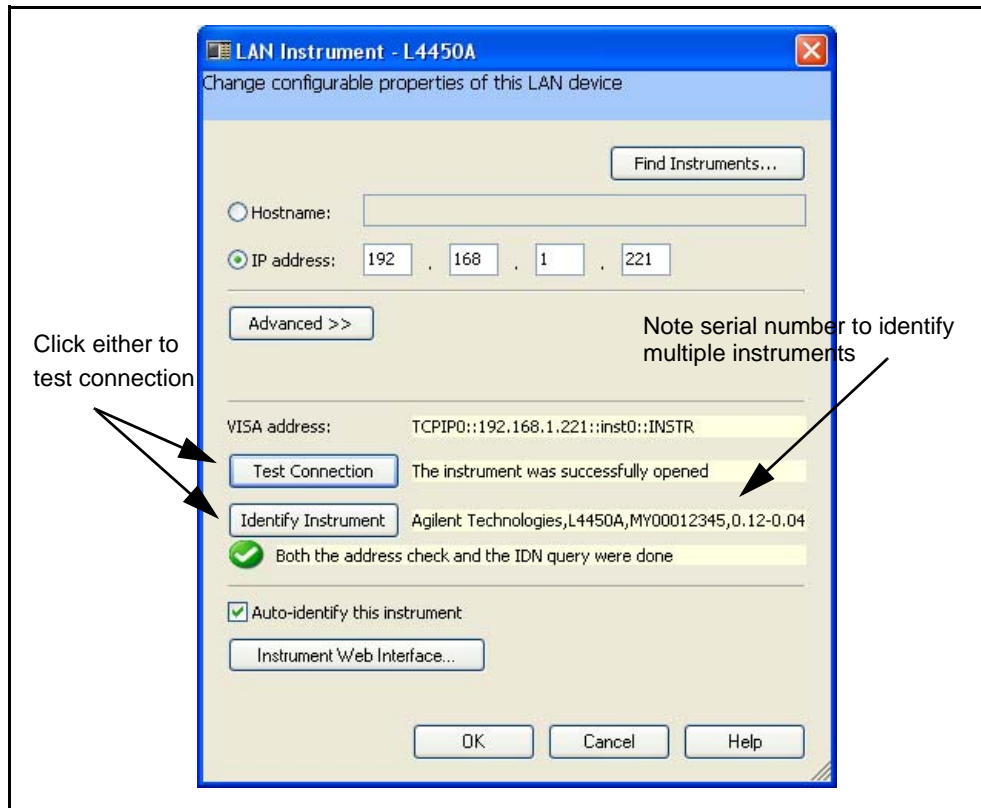 LAN Instrument - L4450A
Change configurable properties of this LAN device
Find Instruments...
Hostname:
IP address: 192 . 168 . 1 . 221
Advanced >>
Note serial number to identify
multiple instruments
Click either to
test connection
VISA address: TCPIP0::192.168.1.221::inst0::INSTR
Test Connection The instrument was successfully opened
Identify Instrument Agilent Technologies,L4450A,MY00012345,0.12-0.04
Both the address check and the IDN query were done
Auto-identify this instrument
Instrument Web Interface...
OK Cancel Help